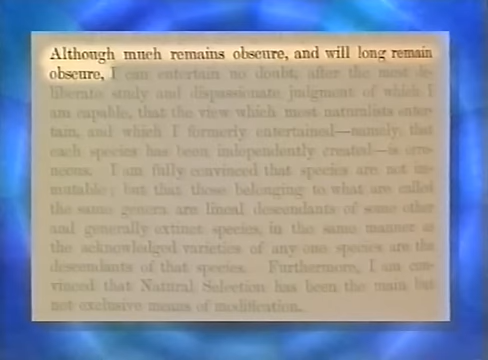 Although much remains obscure, and will long remain
obscure, I can entertain no doubt, after the most de-
liberate study and dispassionate judgment of which I
am capable, that the view which most naturalists enter-
tain, and which I formerly entertained—namely, that
each species has been independently created—is erro-
neous. I am fully convinced that species are not im-
mutable; but that those belonging to what are called
the same genera are lineal descendants of some other
and generally extinct species, in the same manner as
the acknowledged varieties of any one species are the
descendants of that species. Furthermore, I am con-
vinced that Natural Selection has been the main but
not exclusive means of modification.